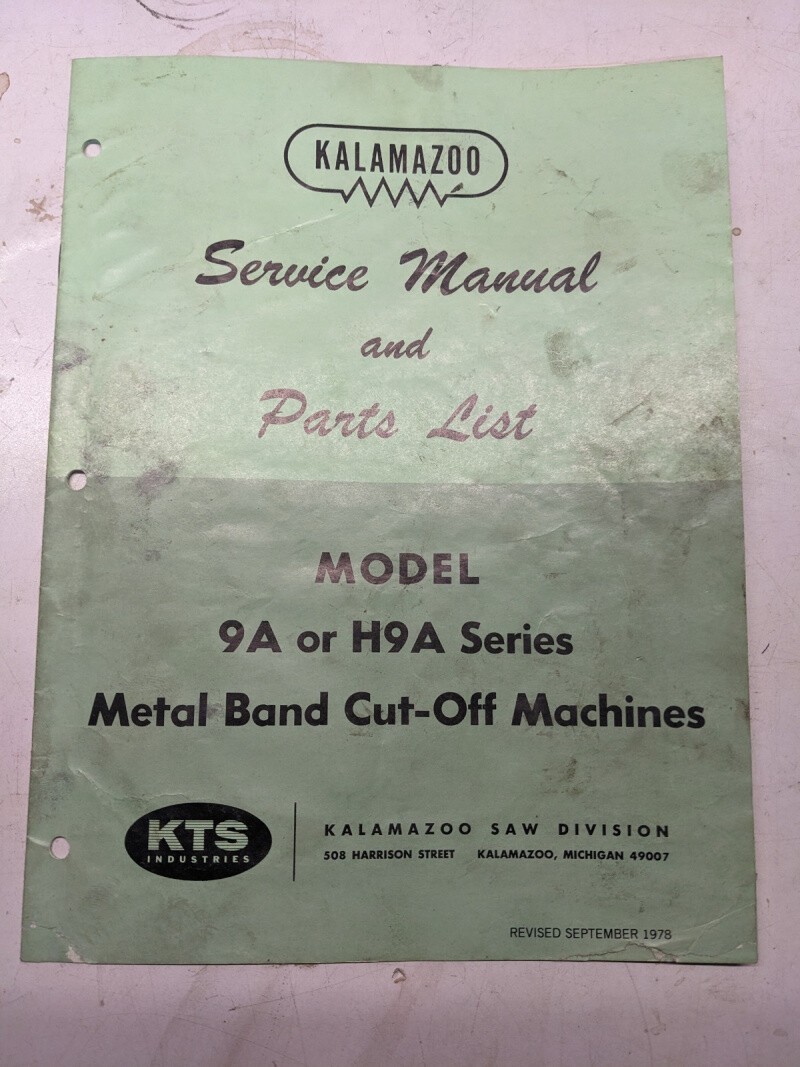 KALAMAZOO
Service Manual
and
Parts List
MODEL
9A or H9A Series
Metal Band Cut-Off Machines
KTS
INDUSTRIES
KALAMAZOO SAW DIVISION
508 HARRISON STREET KALAMAZOO, MICHIGAN 49007
REVISED SEPTEMBER 1978